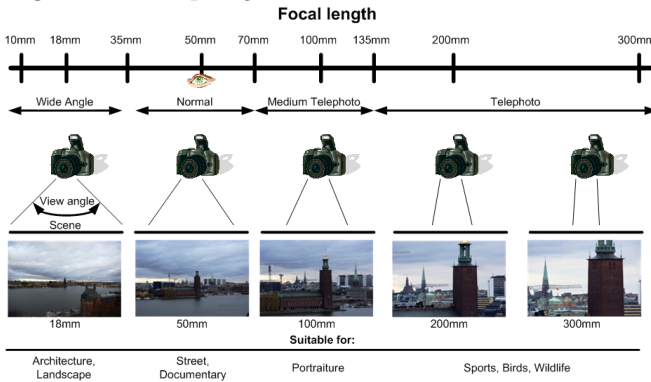 Focal length
10mm 18mm 35mm 50mm 70mm 100mm 135mm 200mm 300mm
Wide Angle Normal Medium Telephoto Telephoto
View angle
Scene
18mm 50mm 100mm 200mm 300mm
Suitable for:
Architecture, Street, Portraiture Sports, Birds, Wildlife
Landscape Documentary